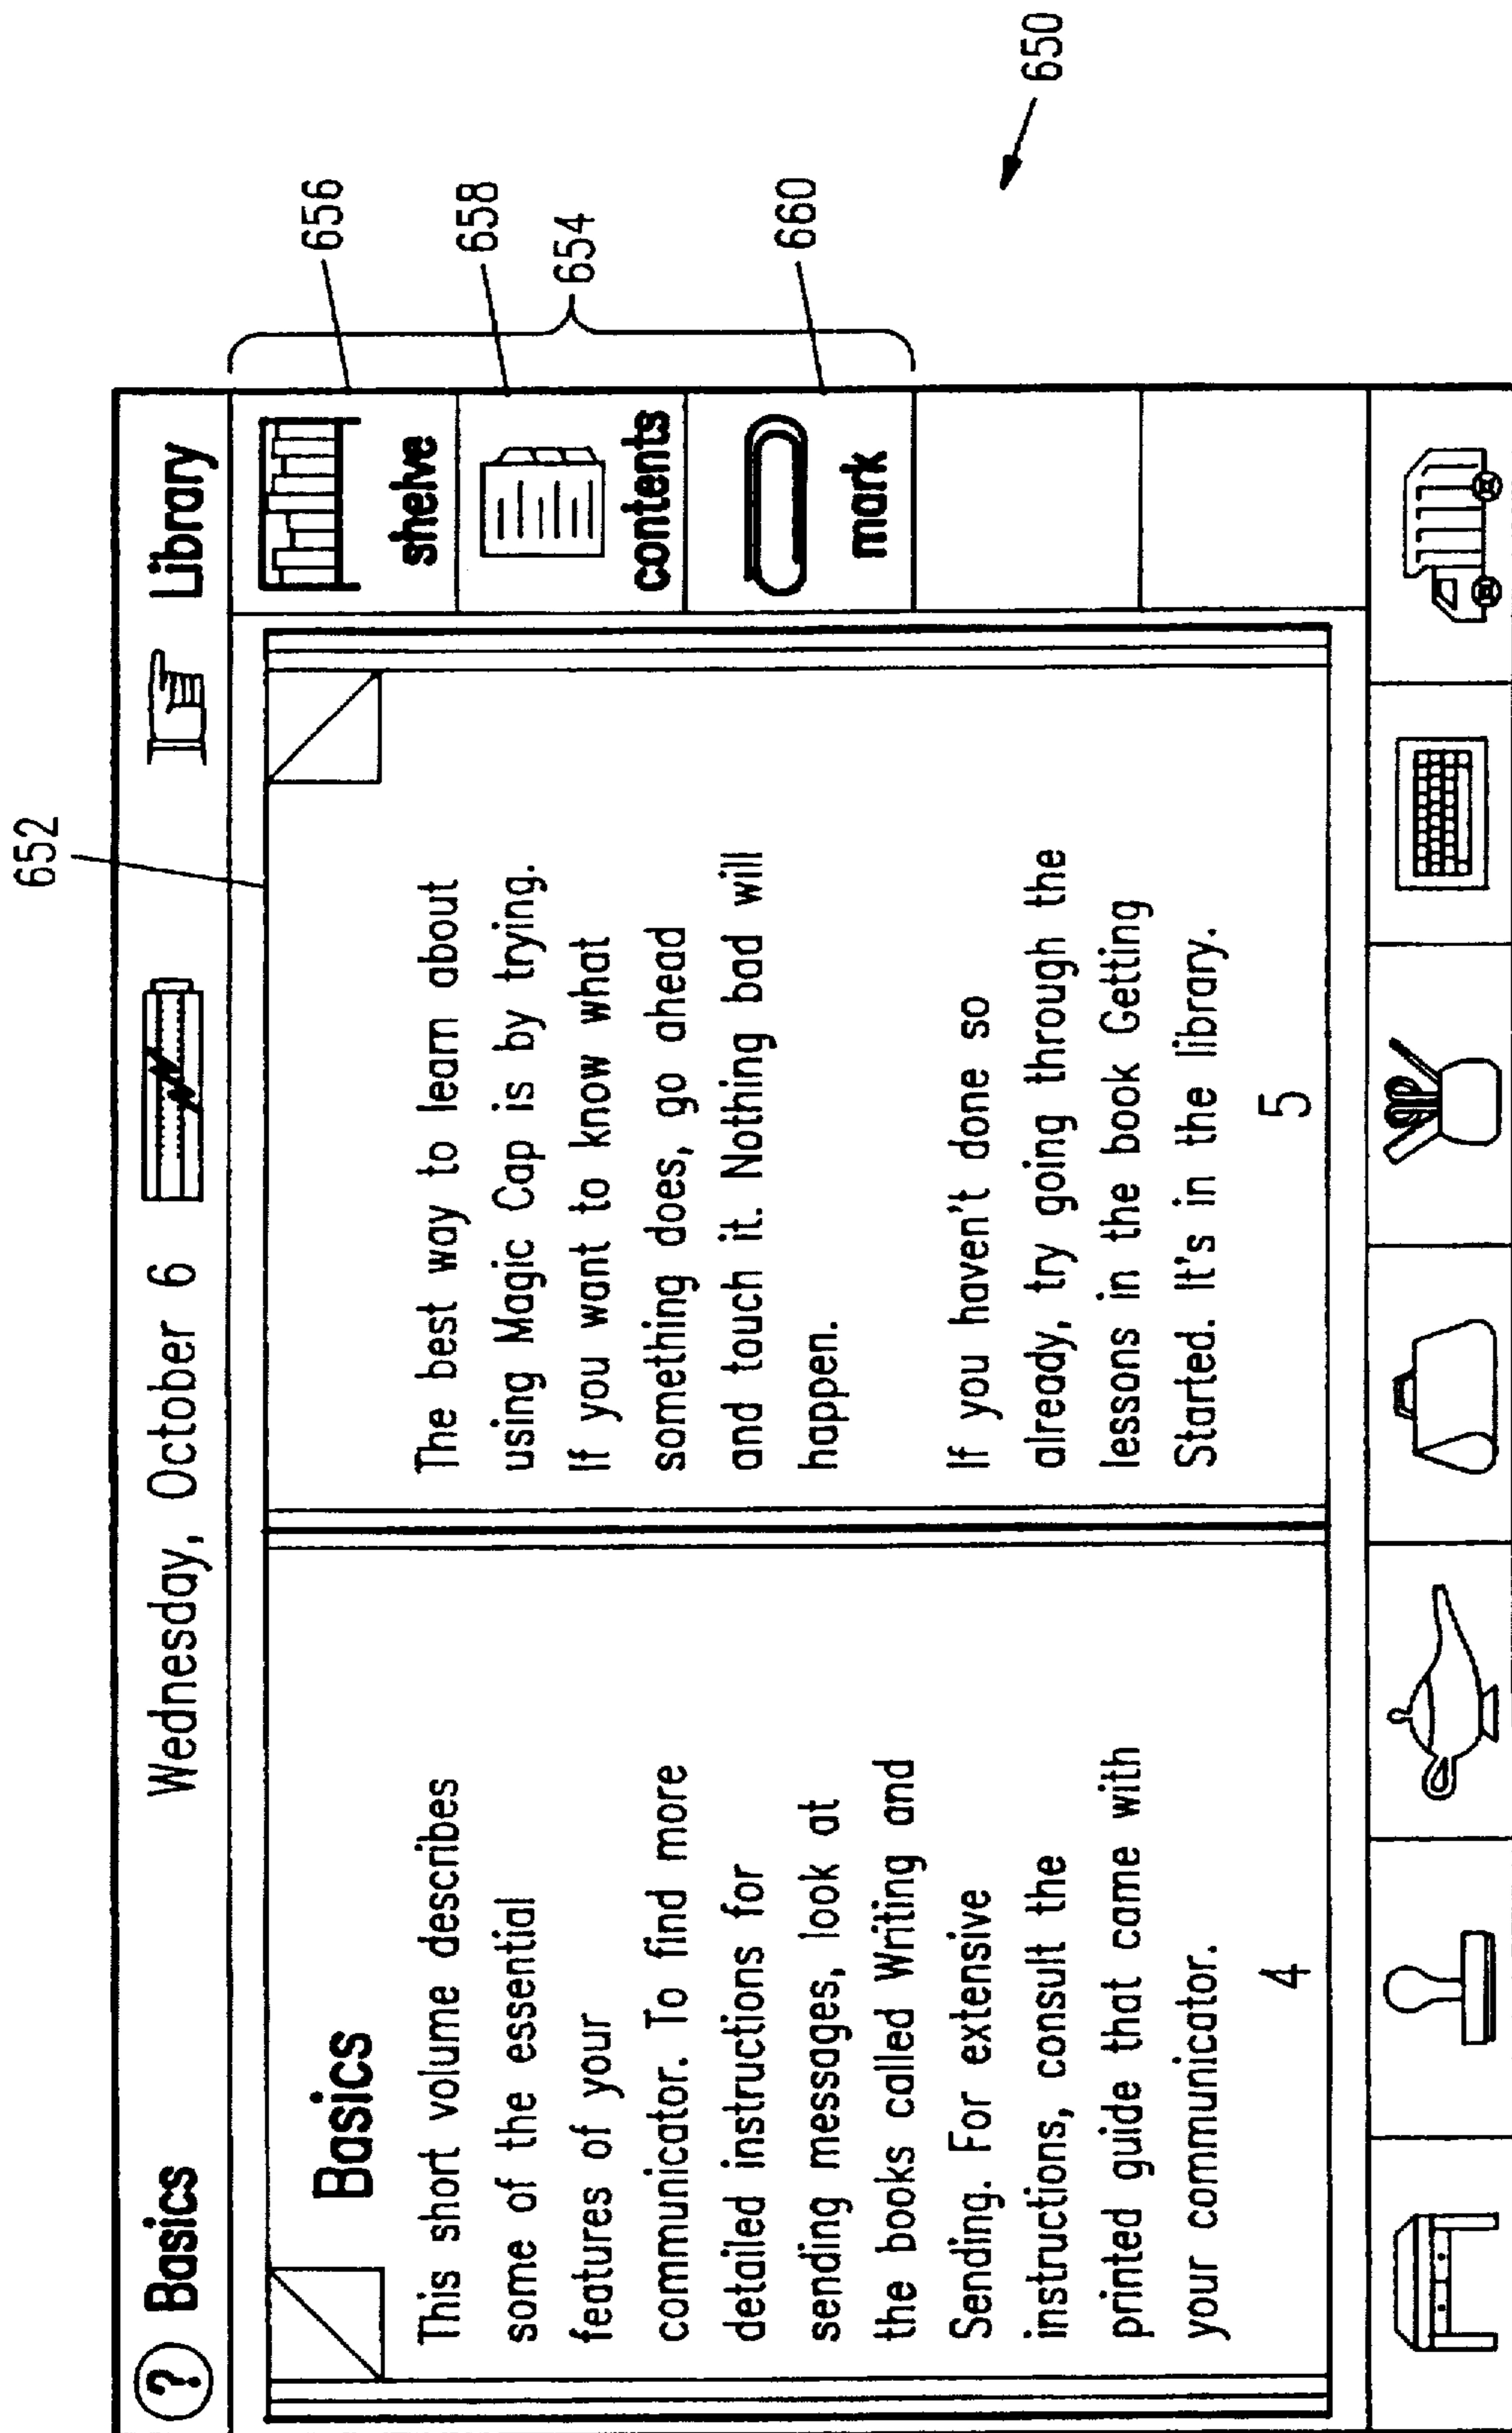 652
? Basics
Wednesday, October 6
Library
Basics
This short volume describes
some of the essential
features of your
communicator. To find more
detailed instructions for
sending messages, look at
the books called Writing and
Sending. For extensive
instructions, consult the
printed guide that came with
your communicator.
4
The best way to learn about
using Magic Cap is by trying.
If you want to know what
something does, go ahead
and touch it. Nothing bad will
happen.
If you haven't done so
already, try going through the
lessons in the book Getting
Started. It's in the library.
5
shelve
contents
mark
656
658
654
660
650